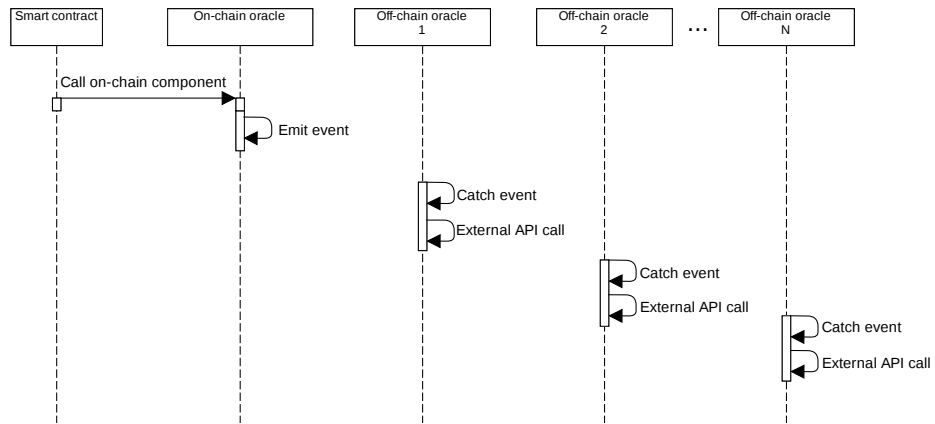 Smart contract
On-chain oracle
Off-chain oracle
1
Off-chain oracle
2
...
Off-chain oracle
N
Call on-chain component
Emit event
Catch event
External API call
Catch event
External API call
Catch event
External API call